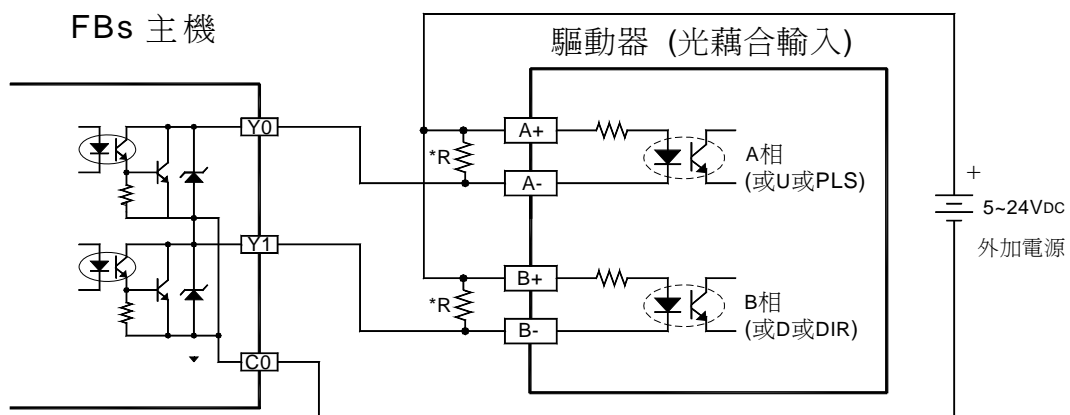 FBs 主機
驅動器 (光藕合輸入)
Y0
A+
*R
A相
(或U或PLS)
A-
+
5~24VDC
外加電源
Y1
B+
*R
B相
(或D或DIR)
B-
C0